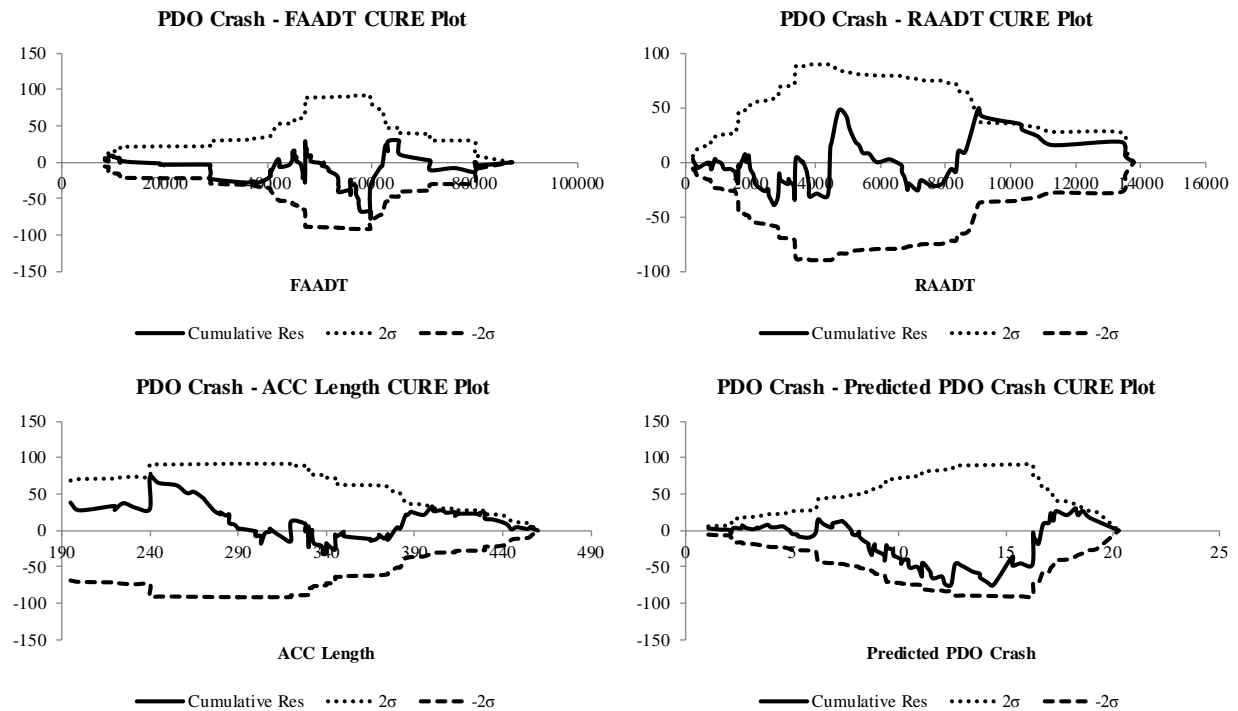 PDO Crash - FAADT CURE Plot
150
100
50
0
-50
-100
-150
0 20000 40000 60000 80000 100000
FAADT
Cumulative Res 2σ -2σ
PDO Crash - RAADT CURE Plot
100
50
0
-50
-100
0 2000 4000 6000 8000 10000 12000 14000 16000
RAADT
Cumulative Res 2σ -2σ
PDO Crash - ACC Length CURE Plot
150
100
50
0
-50
-100
-150
190 240 290 340 390 440 490
ACC Length
Cumulative Res 2σ -2σ
PDO Crash - Predicted PDO Crash CURE Plot
150
100
50
0
-50
-100
-150
0 5 10 15 20 25
Predicted PDO Crash
Cumulative Res 2σ -2σ